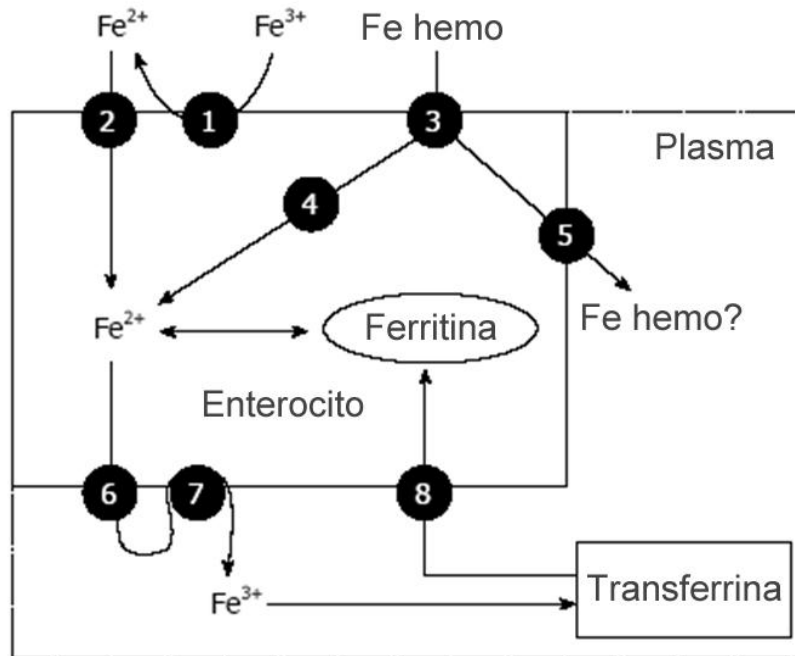 Fe²⁺
Fe³⁺
Fe hemo
2
1
3
Plasma
4
5
Fe²⁺
Ferritina
Fe hemo?
Enterocito
6
7
8
Fe³⁺
Transferrina